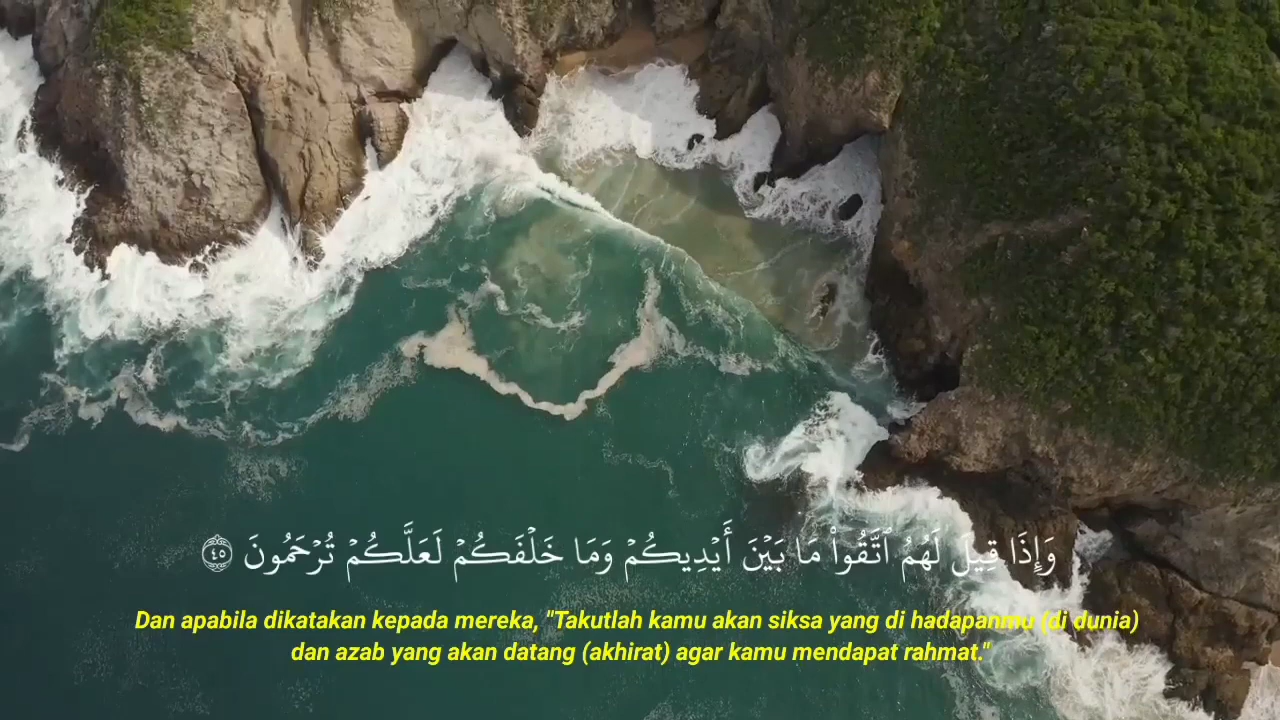 وَإِذَا قِيلَ لَهُمُ ٱتَّقُوا۟ مَا بَيْنَ أَيْدِيكُمْ وَمَا خَلْفَكُمْ لَعَلَّكُمْ تُرْحَمُونَ ٤٥
Dan apabila dikatakan kepada mereka, "Takutlah kamu akan siksa yang di hadapanmu (di dunia)
dan azab yang akan datang (akhirat) agar kamu mendapat rahmat."